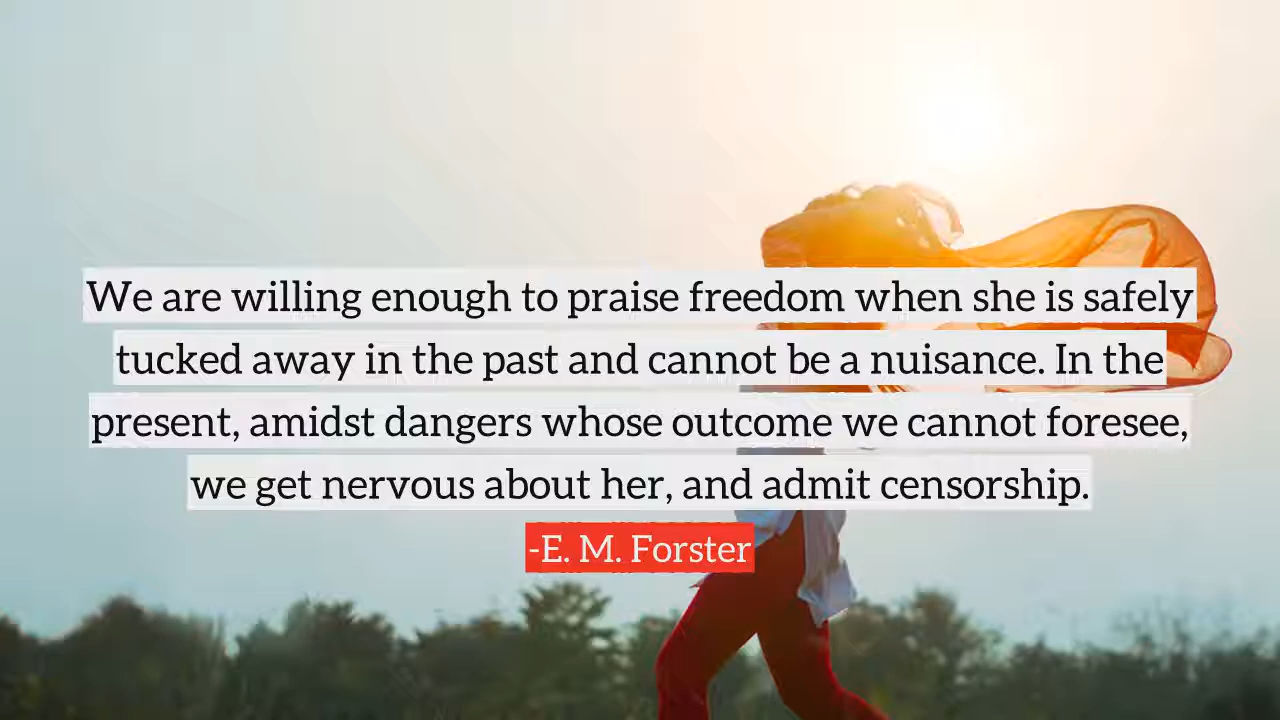 We are willing enough to praise freedom when she is safely
tucked away in the past and cannot be a nuisance. In the
present, amidst dangers whose outcome we cannot foresee,
we get nervous about her, and admit censorship.
-E. M. Forster